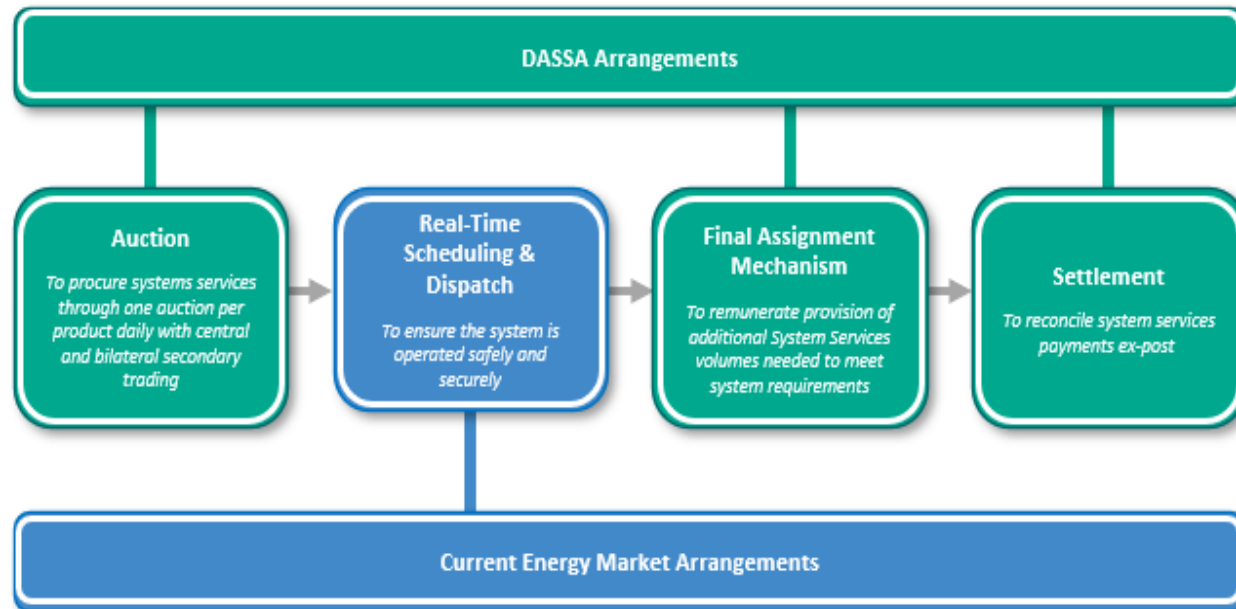 DASSA Arrangements
Auction
To procure systems services
through one auction per
product daily with central
and bilateral secondary
trading
Real-Time
Scheduling &
Dispatch
To ensure the system is
operated safely and
securely
Final Assignment
Mechanism
To remunerate provision of
additional System Services
volumes needed to meet
system requirements
Settlement
To reconcile system services
payments ex-post
Current Energy Market Arrangements